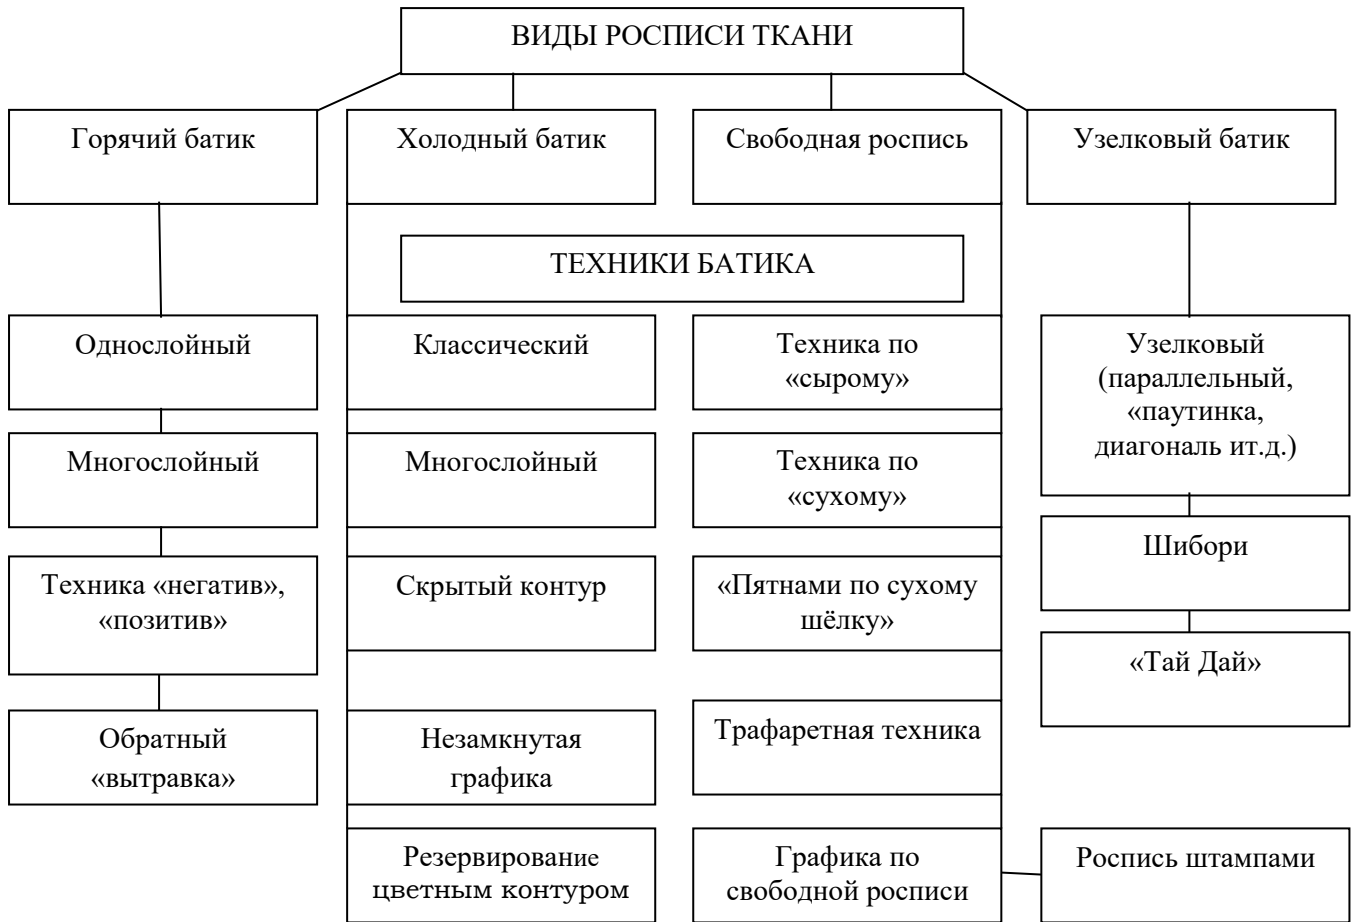 ВИДЫ РОСПИСИ ТКАНИ
Горячий батик
Холодный батик
Свободная роспись
Узелковый батик
ТЕХНИКИ БАТИКА
Однослойный
Классический
Техника по
«сырому»
Узелковый
(параллельный,
«паутинка,
диагональ ит.д.)
Многослойный
Многослойный
Техника по
«сухому»
Шибори
Техника «негатив»,
«позитив»
Скрытый контур
«Пятнами по сухому
шёлку»
«Тай Дай»
Обратный
«вытравка»
Незамкнутая
графика
Трафаретная техника
Резервирование
цветным контуром
Графика по
свободной росписи
Роспись штампами